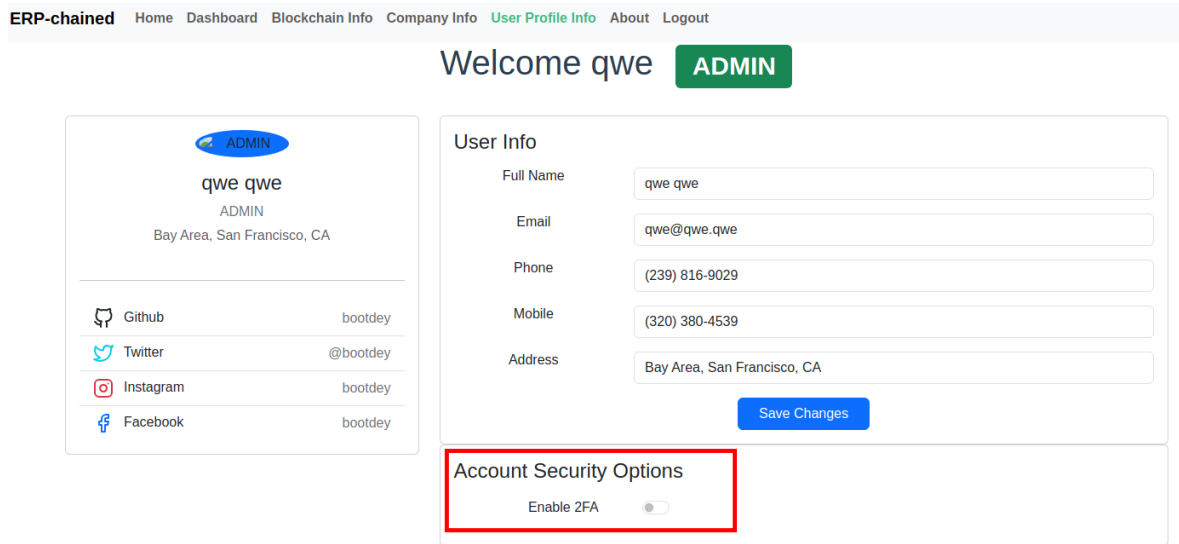 ERP-chained Home Dashboard Blockchain Info Company Info User Profile Info About Logout
Welcome qwe ADMIN
ADMIN
qwe qwe
ADMIN
Bay Area, San Francisco, CA
Github bootdey
Twitter @bootdey
Instagram bootdey
Facebook bootdey
User Info
Full Name qwe qwe
Email qwe@qwe.qwe
Phone (239) 816-9029
Mobile (320) 380-4539
Address Bay Area, San Francisco, CA
Save Changes
Account Security Options
Enable 2FA